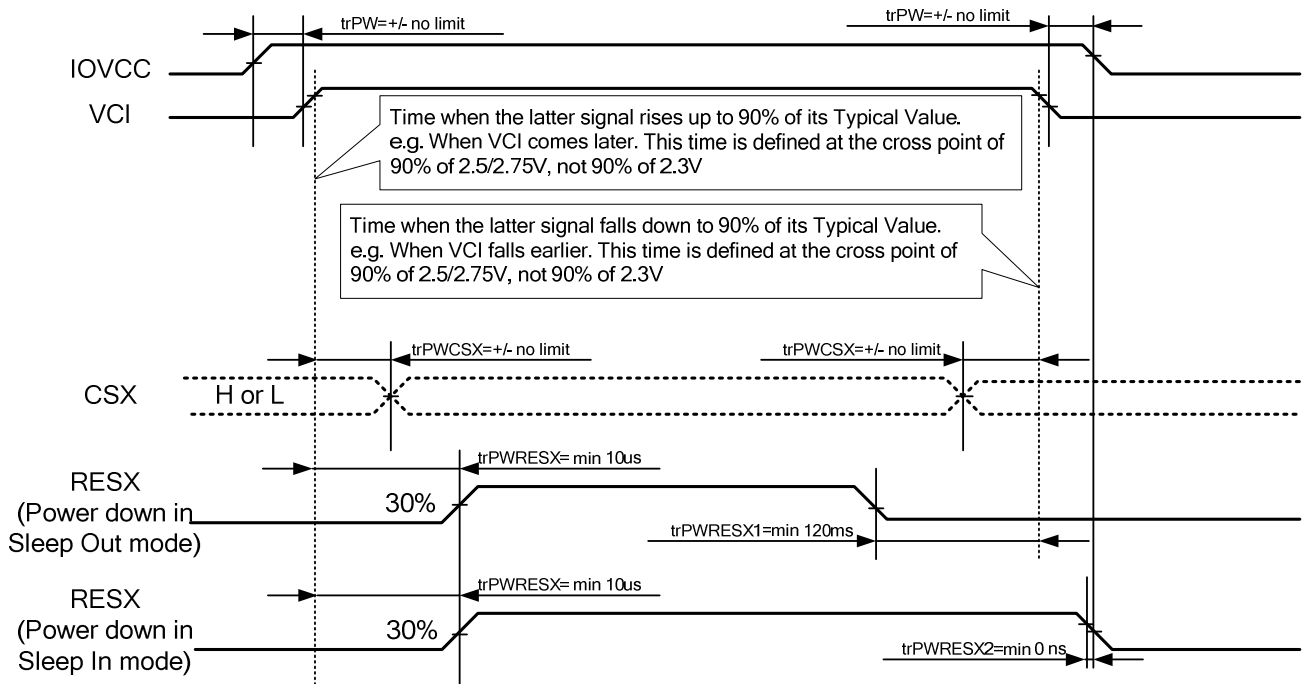 trPW=+/- no limit
trPW=+/- no limit
IOVCC
VCI
Time when the latter signal rises up to 90% of its Typical Value.
e.g. When VCI comes later. This time is defined at the cross point of
90% of 2.5/2.75V, not 90% of 2.3V
Time when the latter signal falls down to 90% of its Typical Value.
e.g. When VCI falls earlier. This time is defined at the cross point of
90% of 2.5/2.75V, not 90% of 2.3V
trPWCSX=+/- no limit
trPWCSX=+/- no limit
CSX
H or L
trPWRESX= min 10us
RESX
(Power down in
Sleep Out mode)
30%
trPWRESX1=min 120ms
trPWRESX= min 10us
RESX
(Power down in
Sleep In mode)
30%
trPWRESX2=min 0 ns